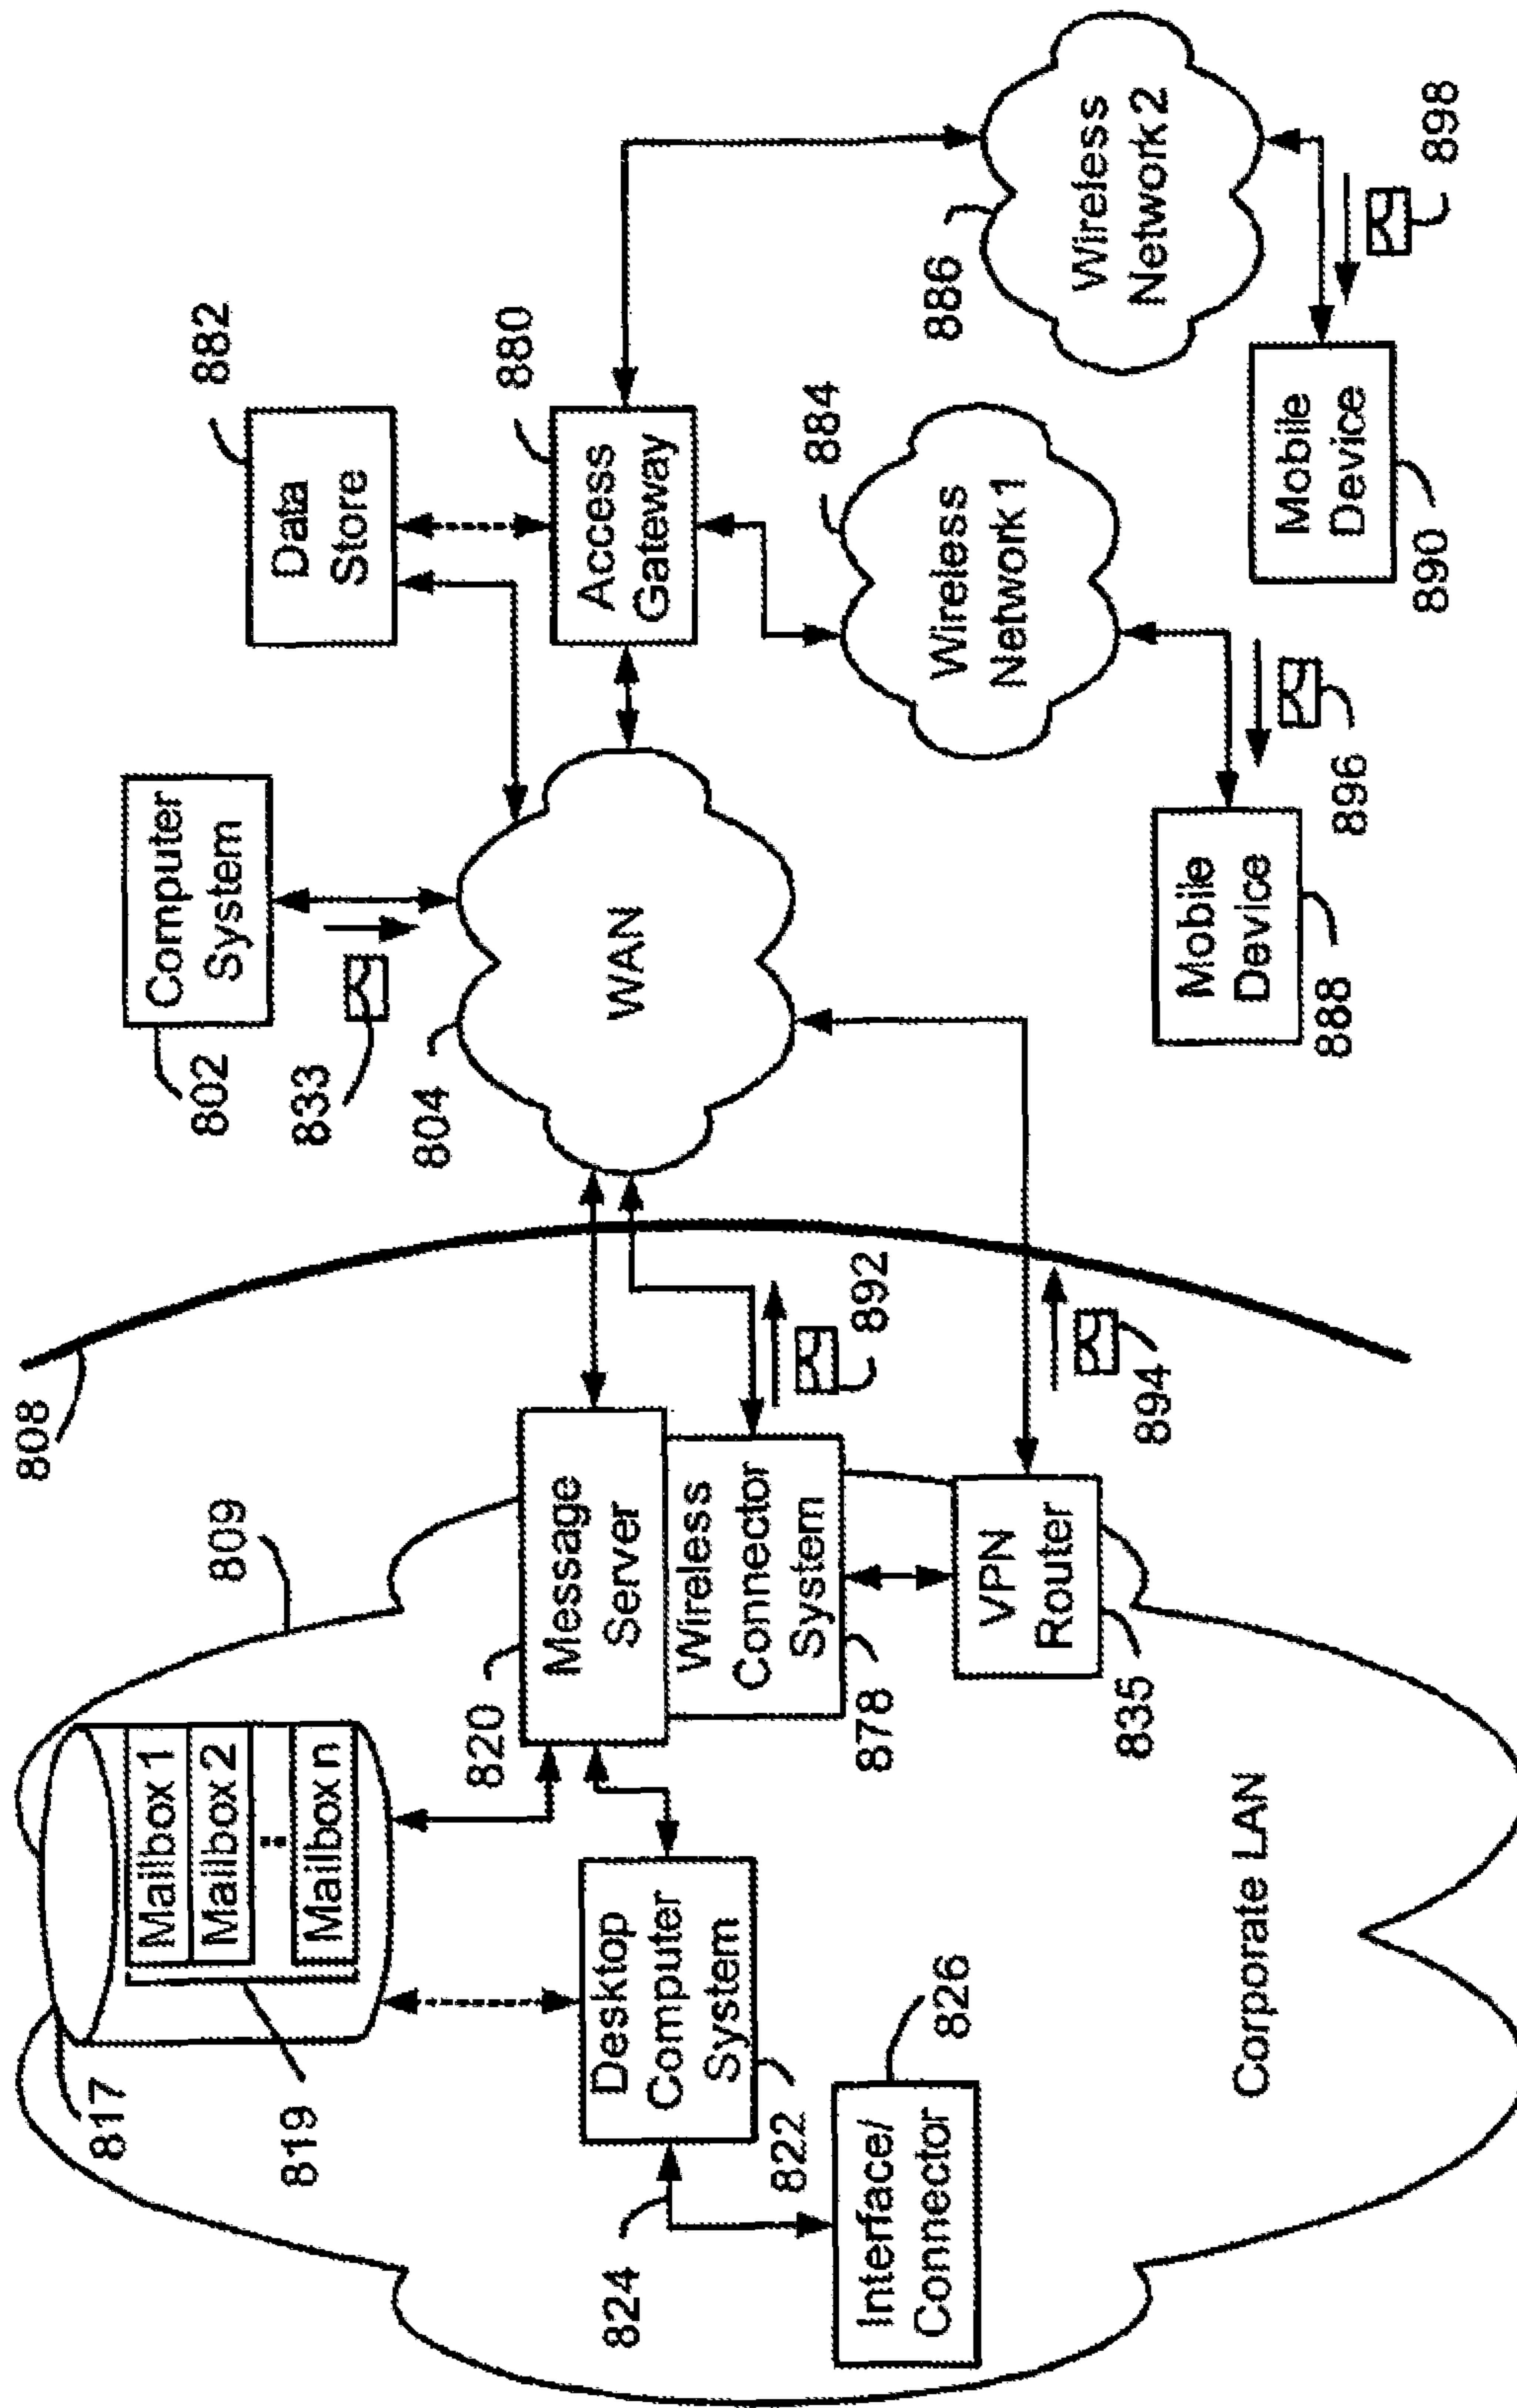 808
809
817
Mailbox 1
Mailbox 2
Mailbox n
819
820
Message
Server
Wireless
Connector
System
878
VPN
Router
835
892
894
Desktop
Computer
System
822
824
Interface/
Connector
826
Corporate LAN
Computer
System
802
833
804
WAN
Data
Store
882
Access
Gateway
880
Wireless
Network 1
884
Wireless
Network 2
886
Mobile
Device
888
896
Mobile
Device
890
898